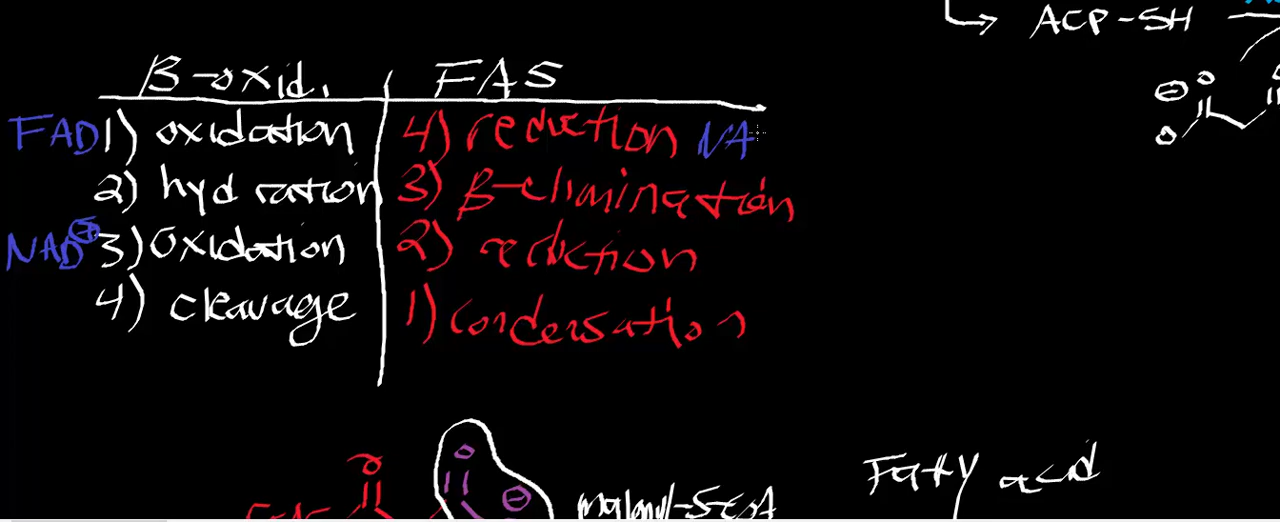 ACP-SH
β-oxid. FAS
FAD 1) oxidation 4) reduction NA
2) hydration 3) β-elimination
NAD⊕ 3) oxidation 2) reduction
4) cleavage 1) condensation
Fatty acid
malonyl-SCoA